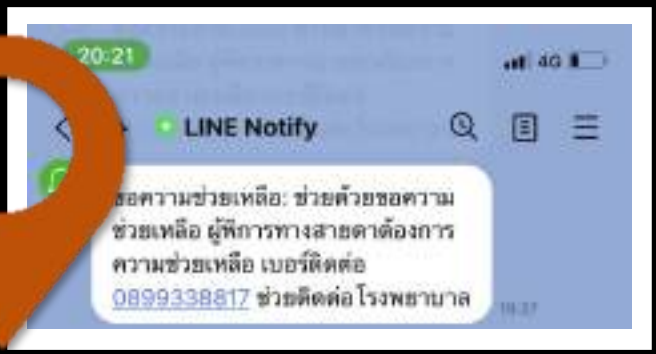 20:21
4G
LINE Notify
ขอความช่วยเหลือ: ช่วยด้วยขอความ
ช่วยเหลือ ผู้พิการทางสายตาต้องการ
ความช่วยเหลือ เบอร์ติดต่อ
0899338817 ช่วยติดต่อโรงพยาบาล